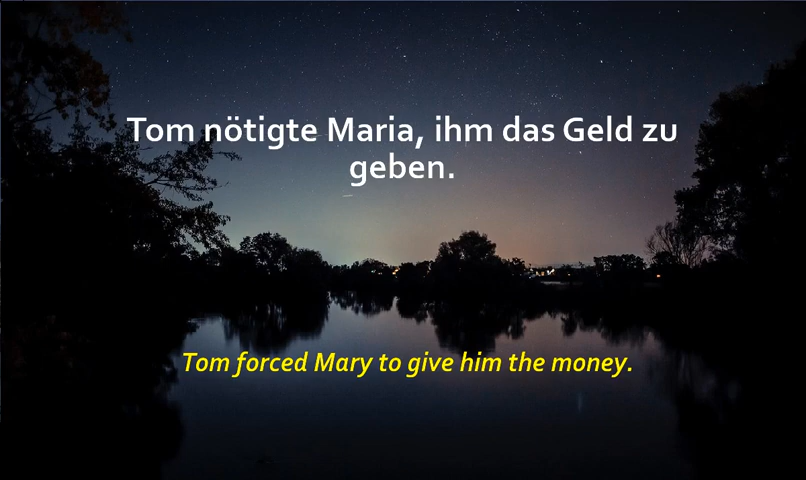 Tom nötigte Maria, ihm das Geld zu
geben.
Tom forced Mary to give him the money.